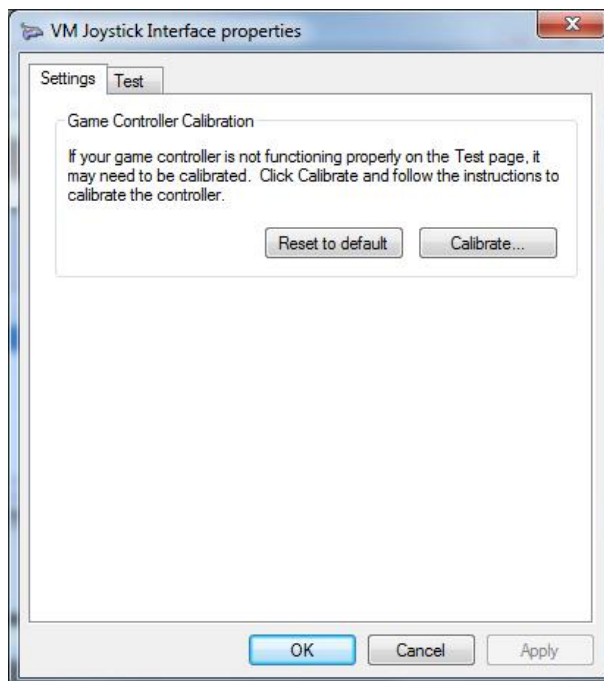 VM Joystick Interface properties
Settings Test
Game Controller Calibration
If your game controller is not functioning properly on the Test page, it
may need to be calibrated. Click Calibrate and follow the instructions to
calibrate the controller.
Reset to default Calibrate...
OK Cancel Apply